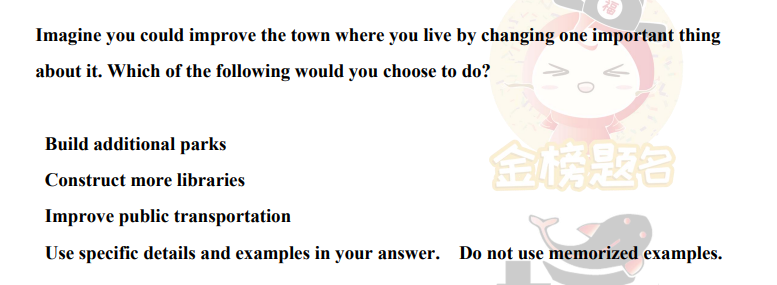 福
Imagine you could improve the town where you live by changing one important thing
about it. Which of the following would you choose to do?
Build additional parks
Construct more libraries
金榜题名
Improve public transportation
Use specific details and examples in your answer. Do not use memorized examples.